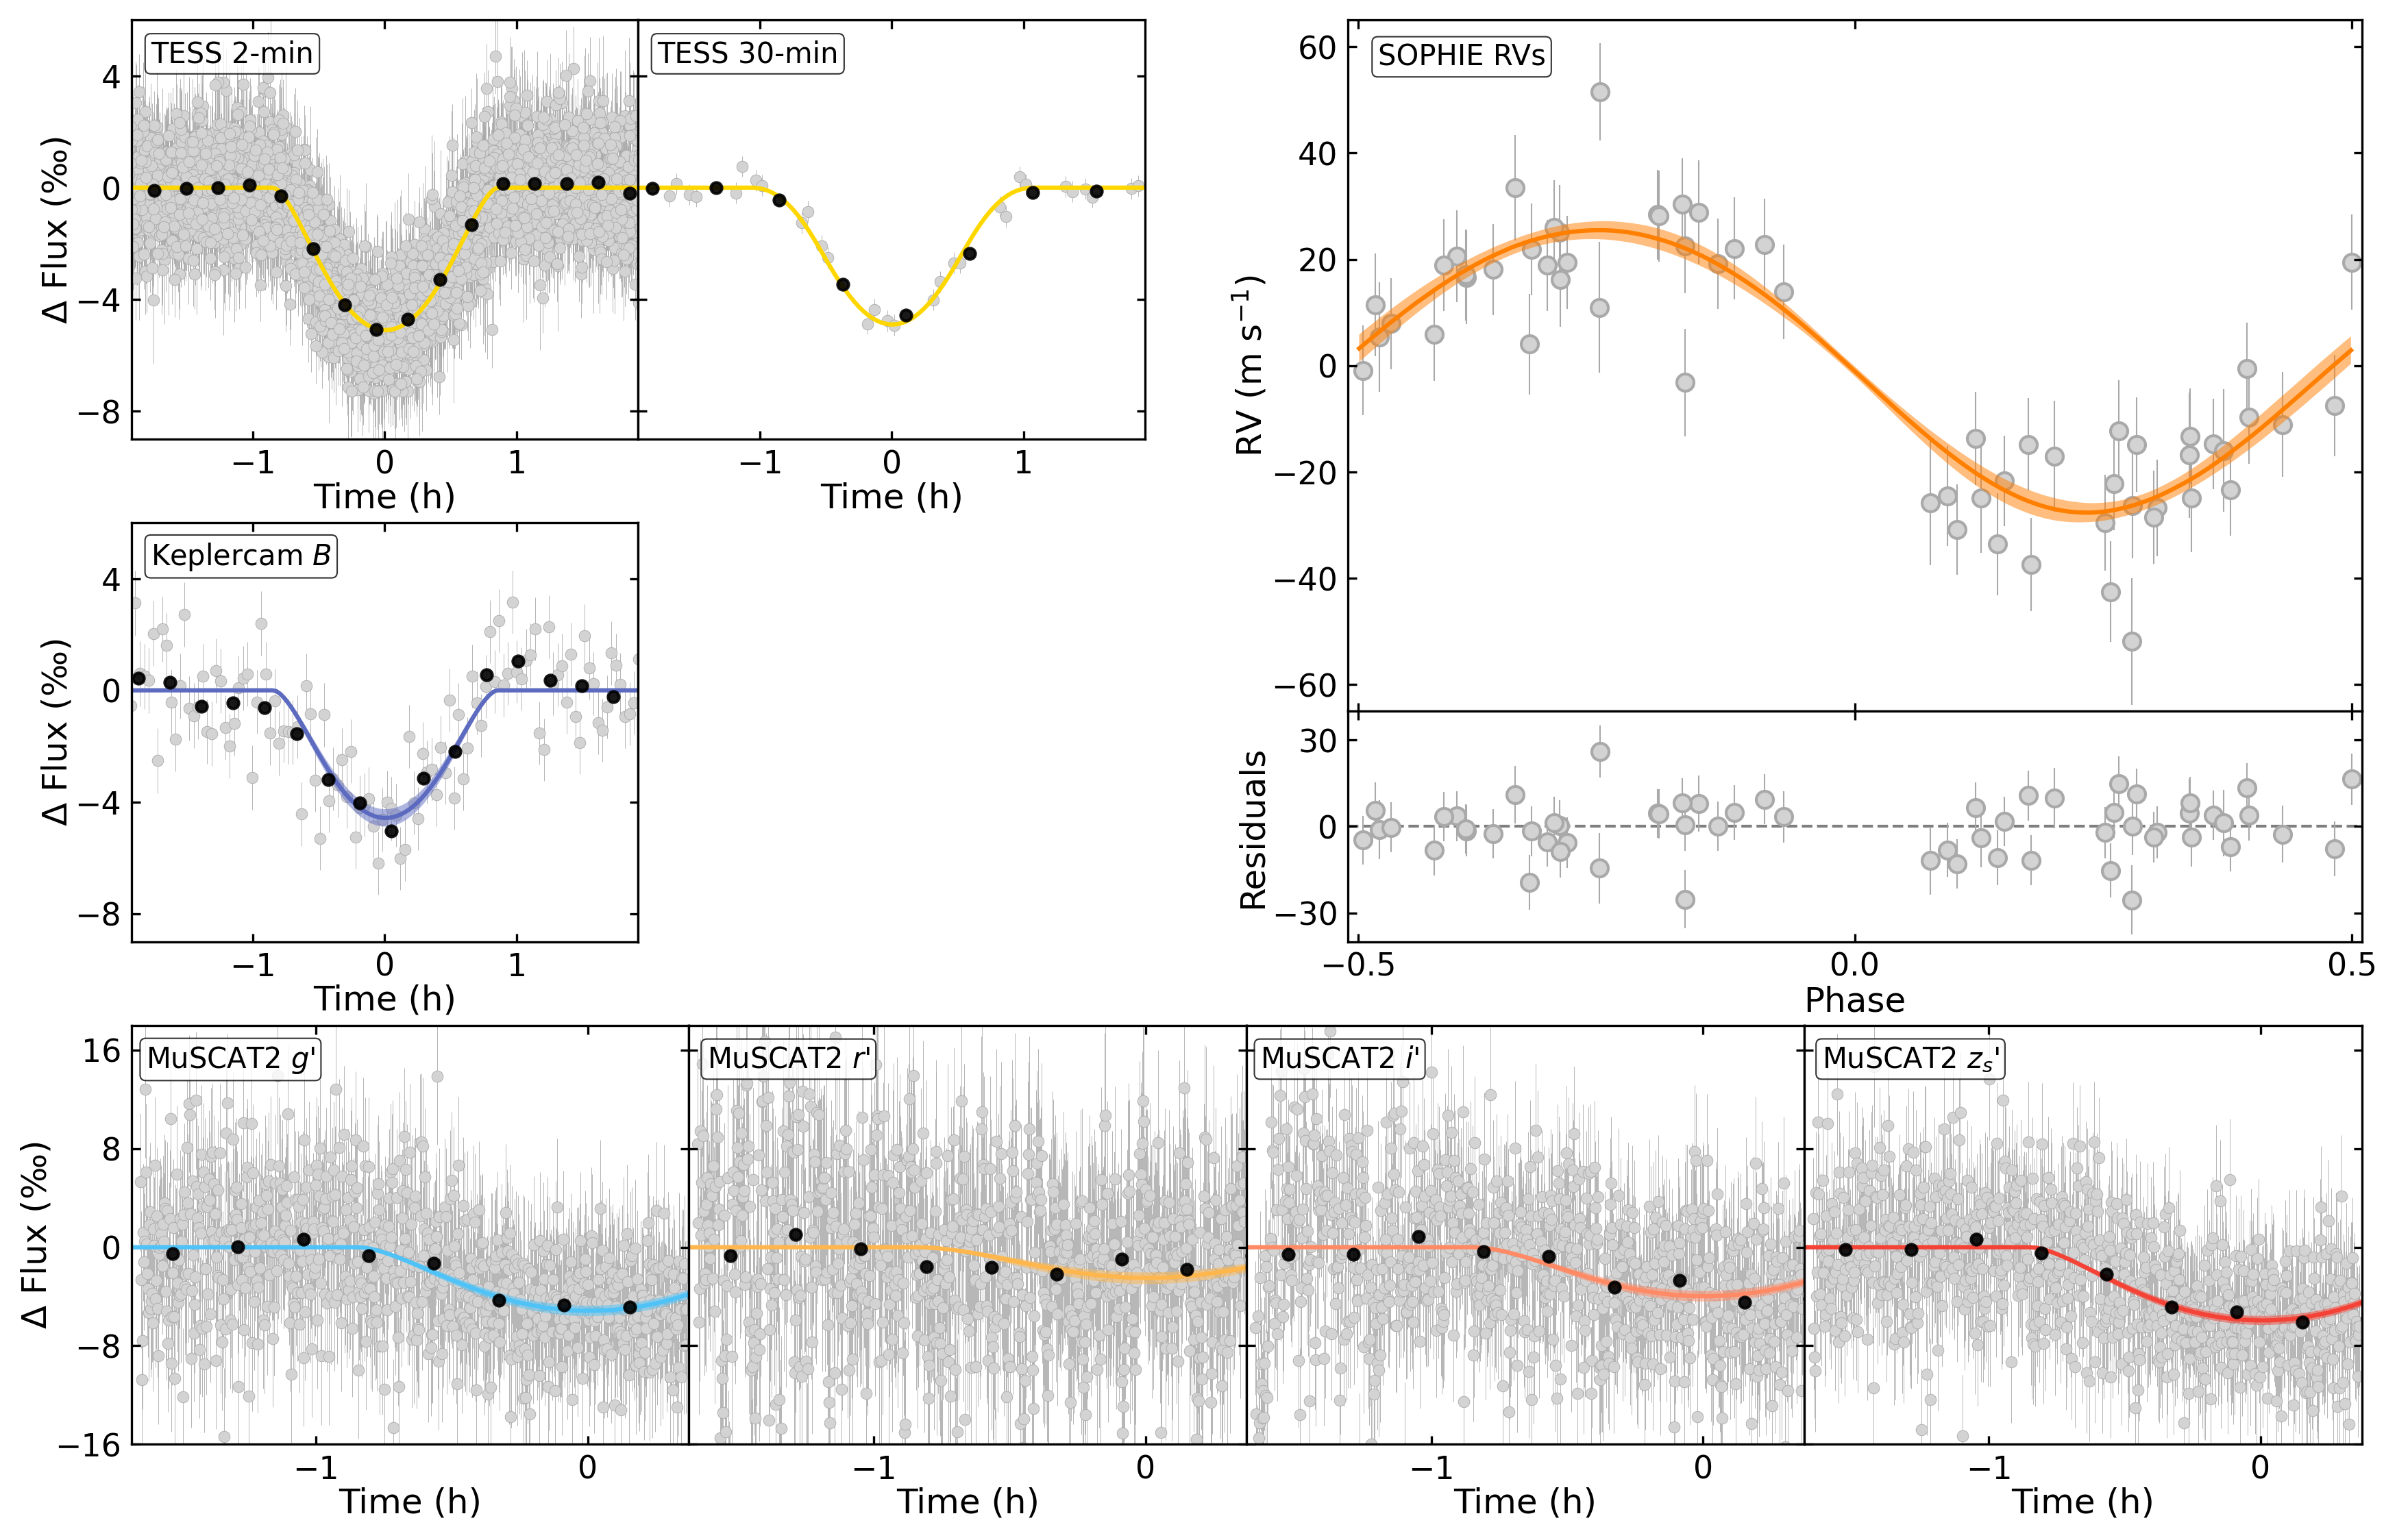 TESS 2-min
TESS 30-min
4
0
−4
−8
Δ Flux (‰)
−1 0 1
Time (h)
−1 0 1
Time (h)
SOPHIE RVs
60
40
20
0
−20
−40
−60
RV (m s⁻¹)
Keplercam B
4
0
−4
−8
Δ Flux (‰)
−1 0 1
Time (h)
30
0
−30
Residuals
−0.5 0.0 0.5
Phase
MuSCAT2 g'
MuSCAT2 r'
MuSCAT2 i'
MuSCAT2 zₛ'
16
8
0
−8
−16
Δ Flux (‰)
−1 0
Time (h)
−1 0
Time (h)
−1 0
Time (h)
−1 0
Time (h)